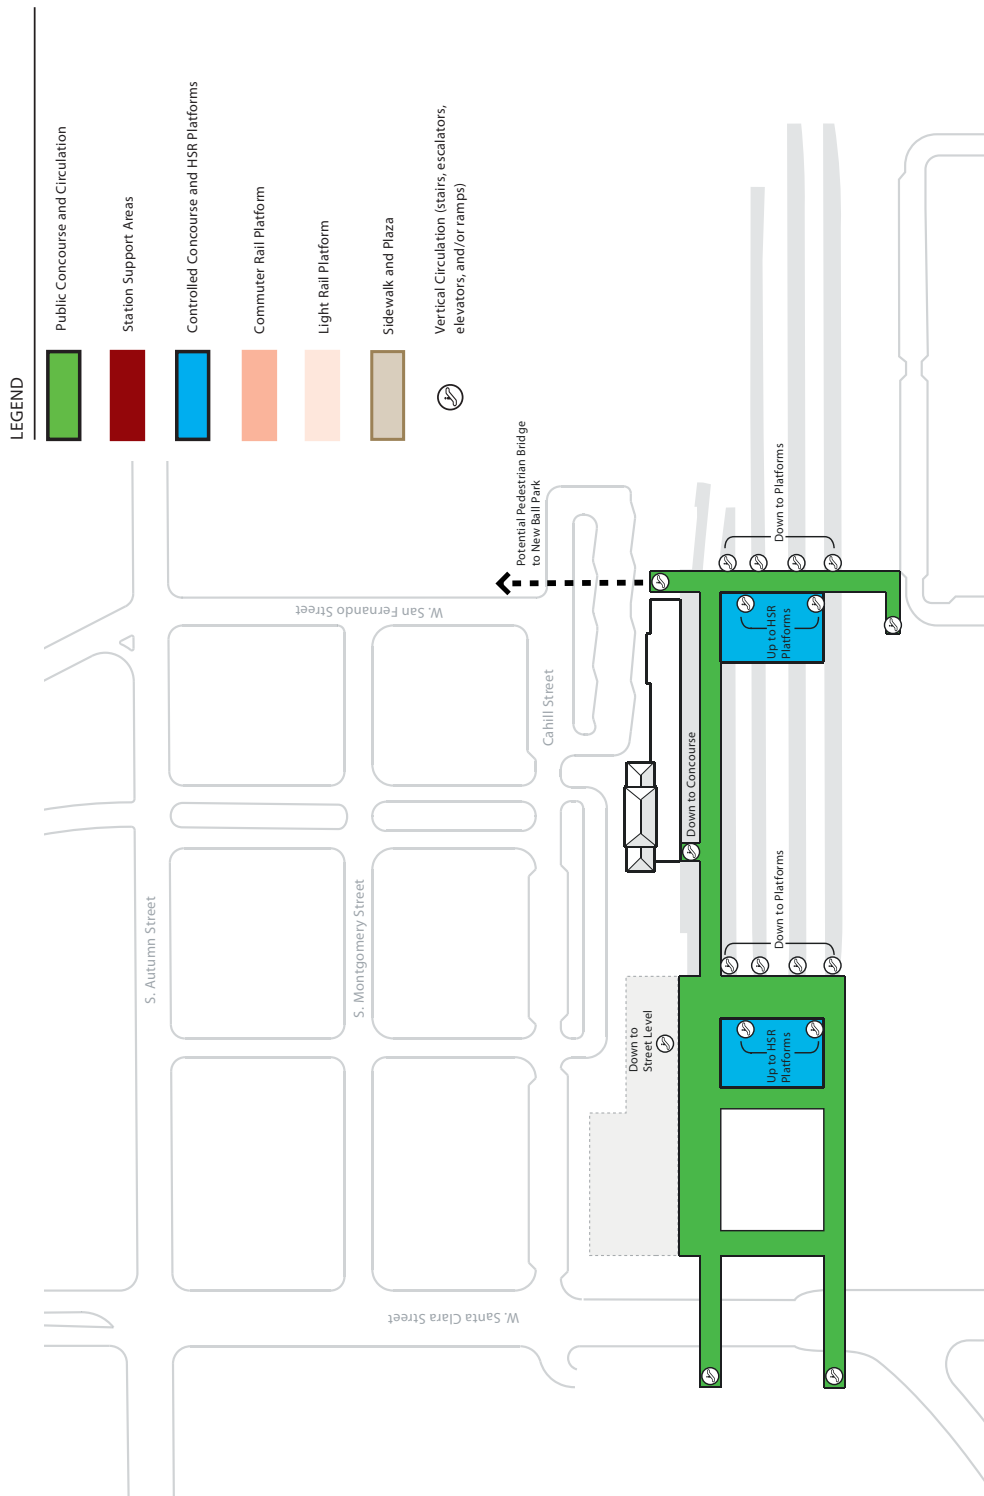 LEGEND
Public Concourse and Circulation
Station Support Areas
Controlled Concourse and HSR Platforms
Commuter Rail Platform
Light Rail Platform
Sidewalk and Plaza
Vertical Circulation (stairs, escalators,
elevators, and/or ramps)
Potential Pedestrian Bridge
to New Ball Park
W. San Fernando Street
Cahill Street
S. Autumn Street
S. Montgomery Street
W. Santa Clara Street
Down to Platforms
Up to HSR
Platforms
Down to Concourse
Down to Platforms
Down to
Street Level
Up to HSR
Platforms